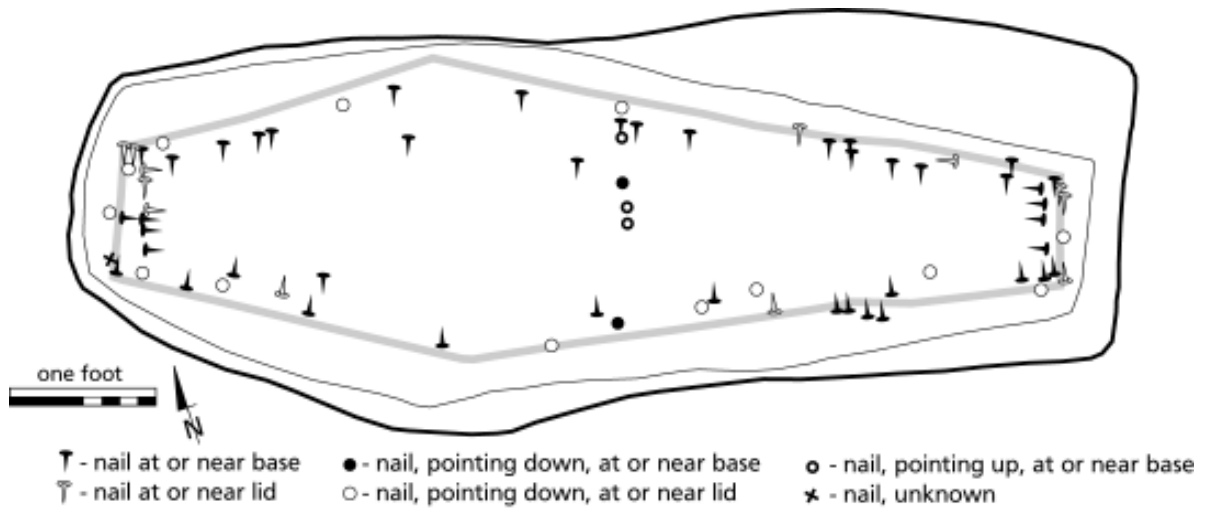 one foot
N
- nail at or near base
- nail, pointing down, at or near base
- nail, pointing up, at or near base
- nail at or near lid
- nail, pointing down, at or near lid
- nail, unknown